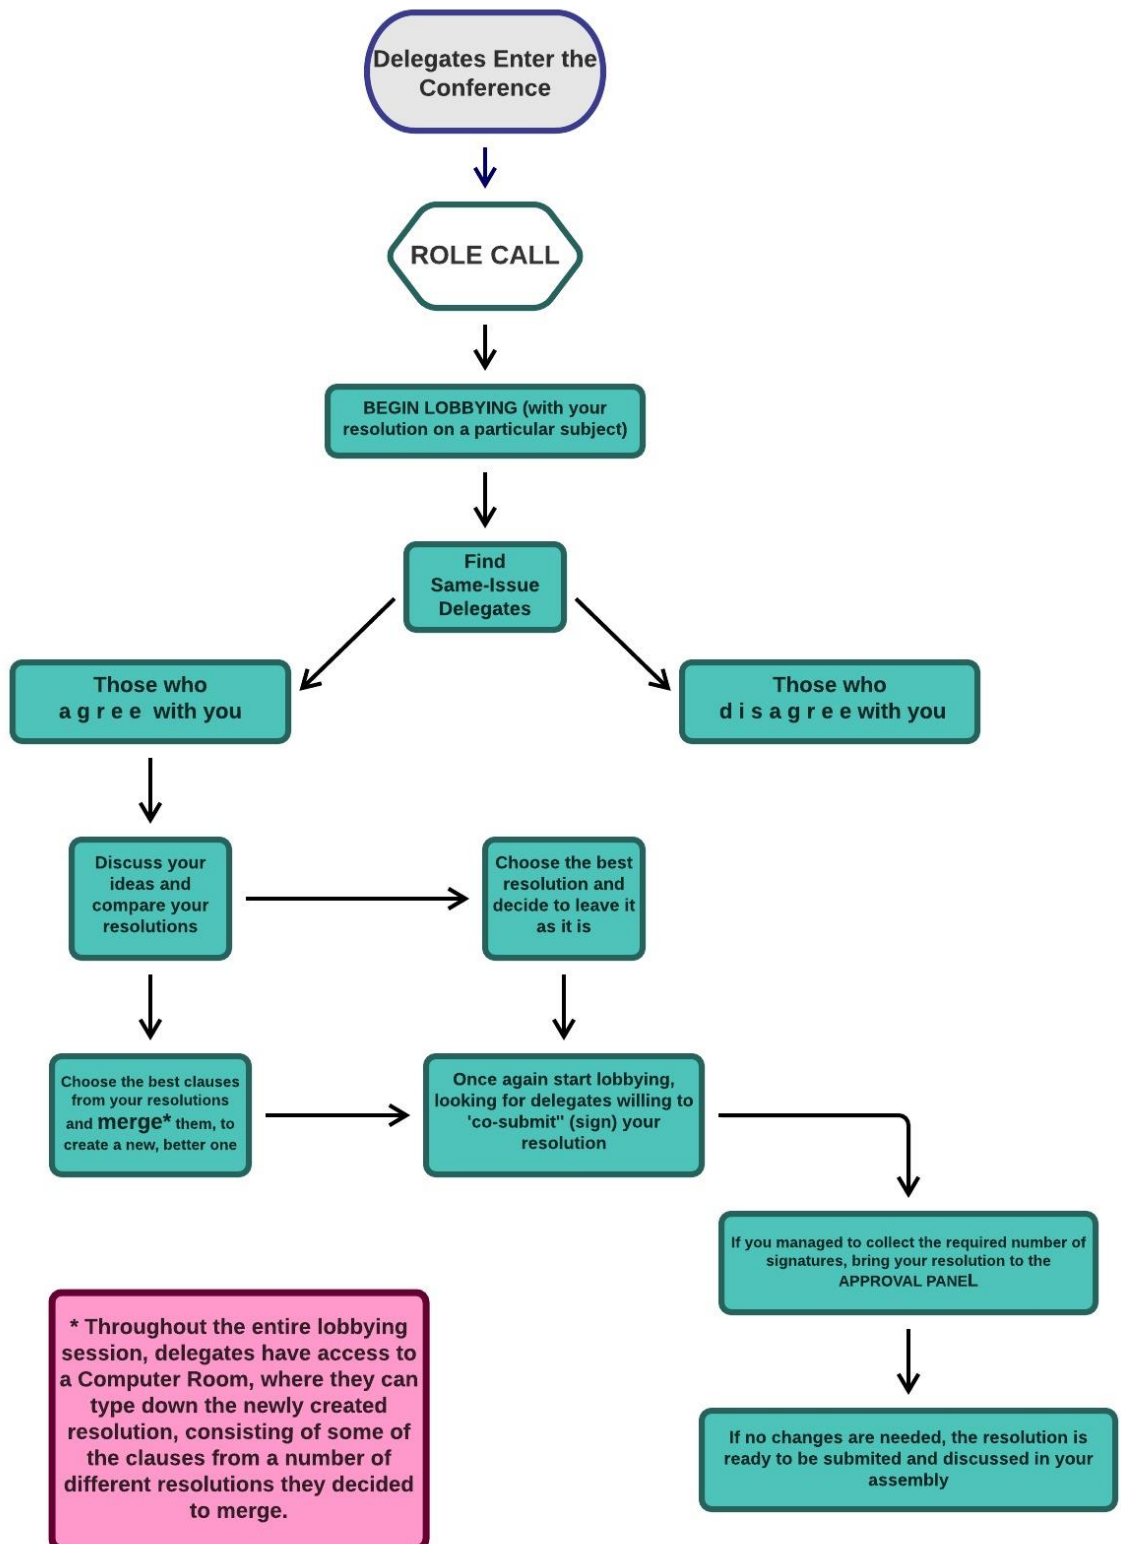 Delegates Enter the
Conference
ROLE CALL
BEGIN LOBBYING (with your
resolution on a particular subject)
Find
Same-Issue
Delegates
Those who
a g r e e  with you
Those who
d i s a g r e e with you
Discuss your
ideas and
compare your
resolutions
Choose the best
resolution and
decide to leave it
as it is
Choose the best clauses
from your resolutions
and merge* them, to
create a new, better one
Once again start lobbying,
looking for delegates willing to
'co-submit" (sign) your
resolution
If you managed to collect the required number of
signatures, bring your resolution to the
APPROVAL PANEL
* Throughout the entire lobbying
session, delegates have access to
a Computer Room, where they can
type down the newly created
resolution, consisting of some of
the clauses from a number of
different resolutions they decided
to merge.
If no changes are needed, the resolution is
ready to be submited and discussed in your
assembly